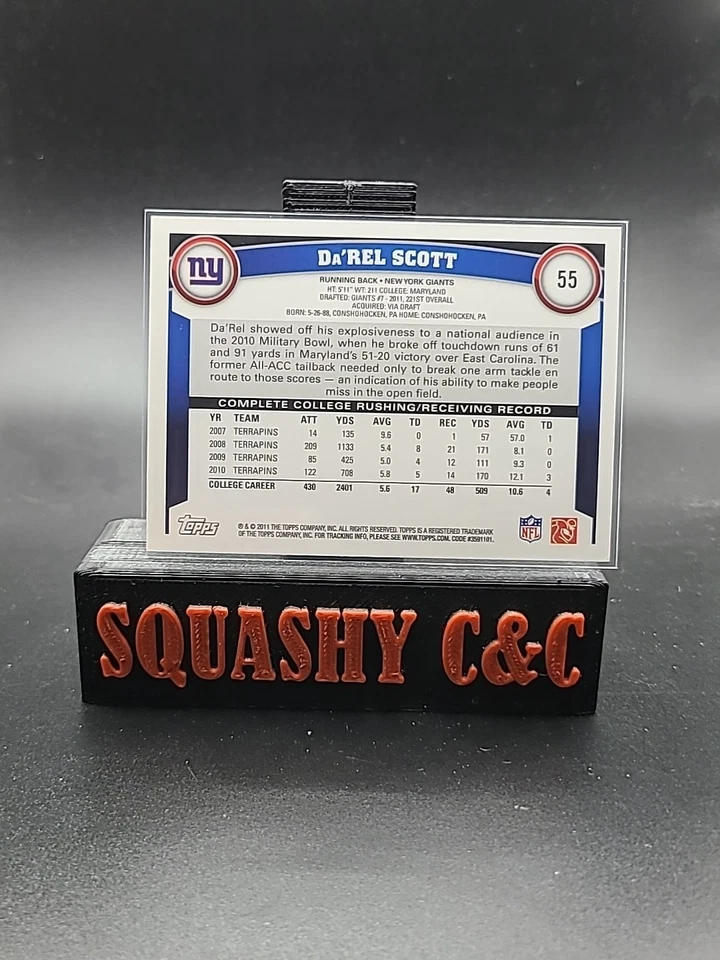 ny
DA'REL SCOTT
55
RUNNING BACK • NEW YORK GIANTS
HT: 5'11" WT: 211 COLLEGE: MARYLAND
DRAFTED: GIANTS #7 - 2011, 221ST OVERALL
ACQUIRED: VIA DRAFT
BORN: 5-26-88, CONSHOHOCKEN, PA HOME: CONSHOHOCKEN, PA
Da'Rel showed off his explosiveness to a national audience in
the 2010 Military Bowl, when he broke off touchdown runs of 61
and 91 yards in Maryland's 51-20 victory over East Carolina. The
former All-ACC tailback needed only to break one arm tackle en
route to those scores — an indication of his ability to make people
miss in the open field.
COMPLETE COLLEGE RUSHING/RECEIVING RECORD
YR TEAM ATT YDS AVG TD REC YDS AVG TD
2007 TERRAPINS 14 135 9.6 0 1 57 57.0 1
2008 TERRAPINS 209 1133 5.4 8 21 171 8.1 0
2009 TERRAPINS 85 425 5.0 4 12 111 9.3 0
2010 TERRAPINS 122 708 5.8 5 14 170 12.1 3
COLLEGE CAREER 430 2401 5.6 17 48 509 10.6 4
Topps
® & © 2011 THE TOPPS COMPANY, INC. ALL RIGHTS RESERVED. TOPPS IS A REGISTERED TRADEMARK
OF THE TOPPS COMPANY, INC. FOR TRACKING INFO, PLEASE SEE WWW.TOPPS.COM. CODE #3591101.
NFL
SQUASHY C&C